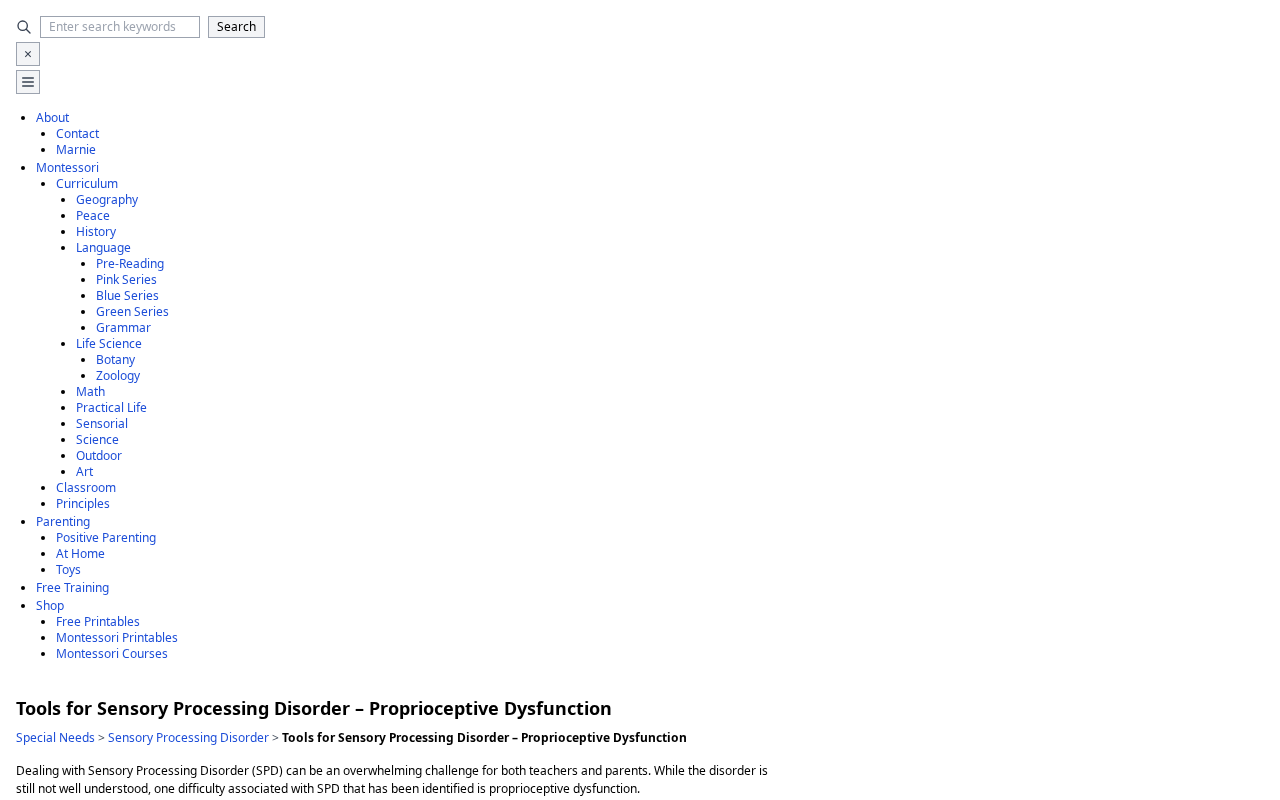 Enter search keywords Search
×
About
Contact
Marnie
Montessori
Curriculum
Geography
Peace
History
Language
Pre-Reading
Pink Series
Blue Series
Green Series
Grammar
Life Science
Botany
Zoology
Math
Practical Life
Sensorial
Science
Outdoor
Art
Classroom
Principles
Parenting
Positive Parenting
At Home
Toys
Free Training
Shop
Free Printables
Montessori Printables
Montessori Courses
Tools for Sensory Processing Disorder – Proprioceptive Dysfunction
Special Needs > Sensory Processing Disorder > Tools for Sensory Processing Disorder – Proprioceptive Dysfunction
Dealing with Sensory Processing Disorder (SPD) can be an overwhelming challenge for both teachers and parents. While the disorder is
still not well understood, one difficulty associated with SPD that has been identified is proprioceptive dysfunction.